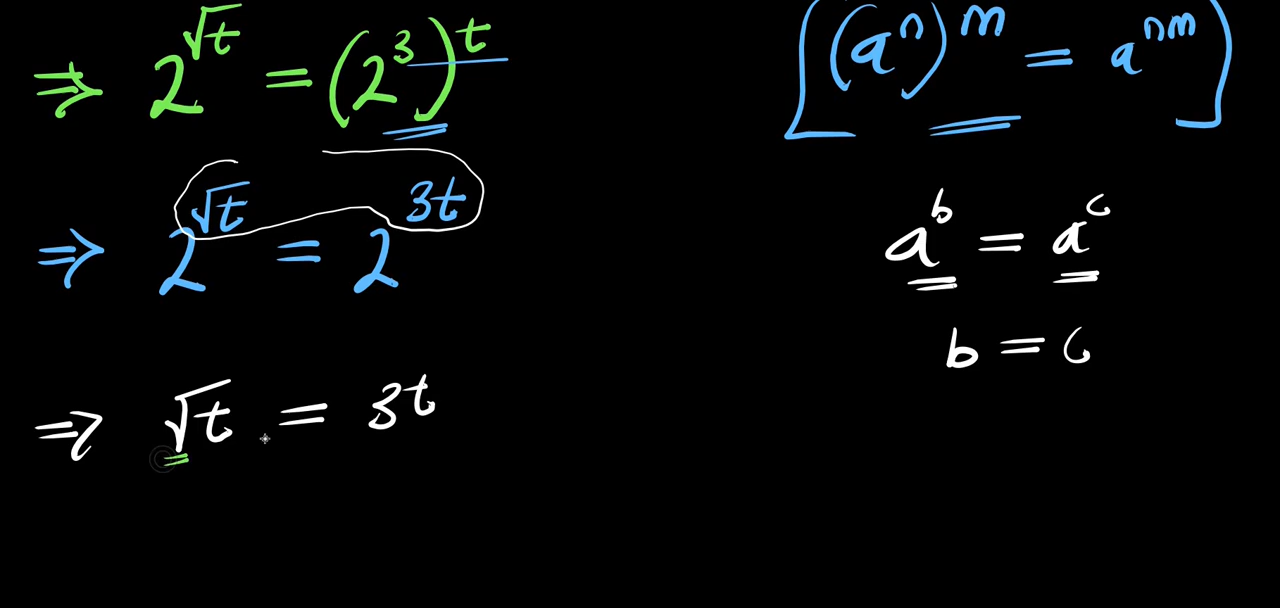 ⇒ 2^√t = (2^3)^t
[(a^n)^m = a^nm]
⇒ 2^√t = 2^3t
a^b = a^c
b = c
⇒ √t = 3t